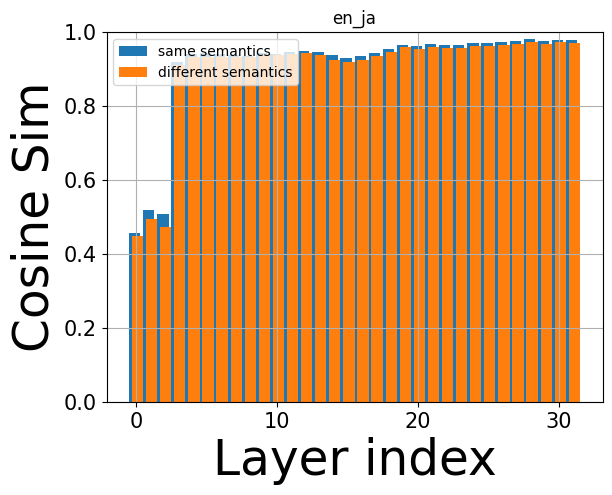 en_ja
same semantics
different semantics
Cosine Sim
1.0
0.8
0.6
0.4
0.2
0.0
0 10 20 30
Layer index